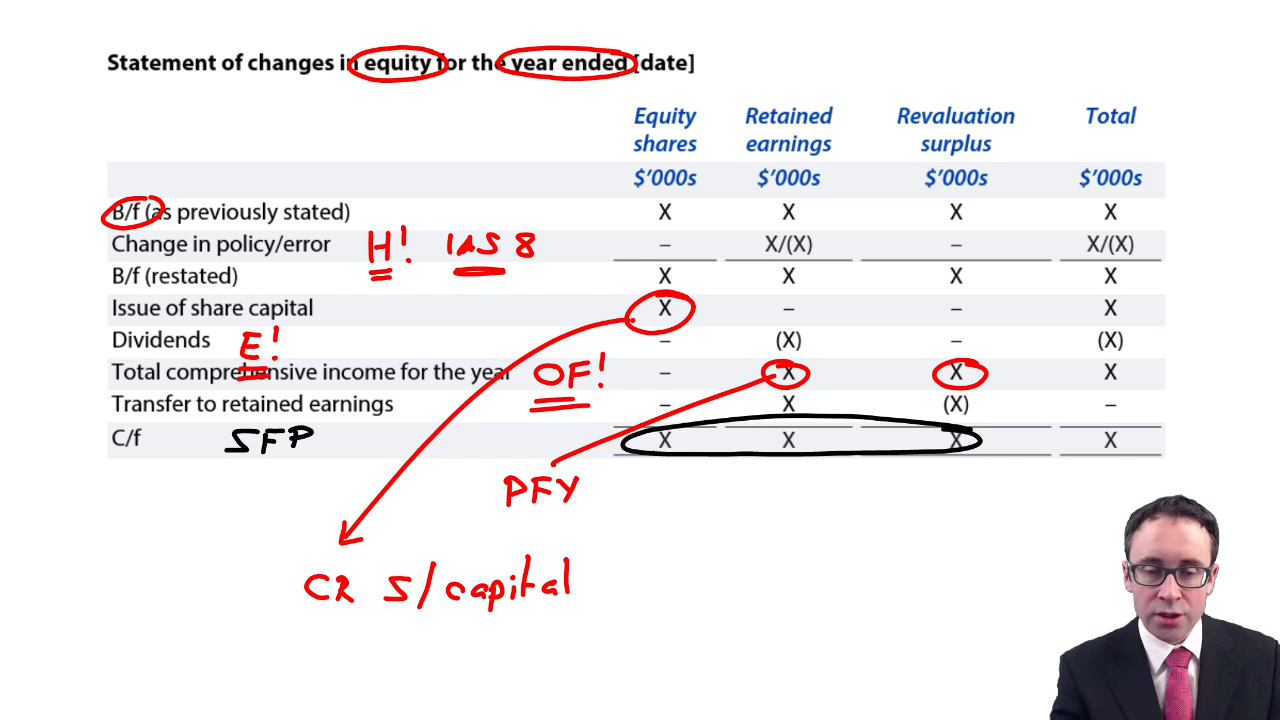 Statement of changes in equity for the year ended [date]
Equity shares Retained earnings Revaluation surplus Total
$'000s $'000s $'000s $'000s
B/f (as previously stated) X X X X
Change in policy/error H! IAS 8 – X/(X) – X/(X)
B/f (restated) X X X X
Issue of share capital X – – X
Dividends E! – (X) – (X)
Total comprehensive income for the year OF! – X X X
Transfer to retained earnings – X (X) –
C/f SFP X X X X
PFY
CR S/capital